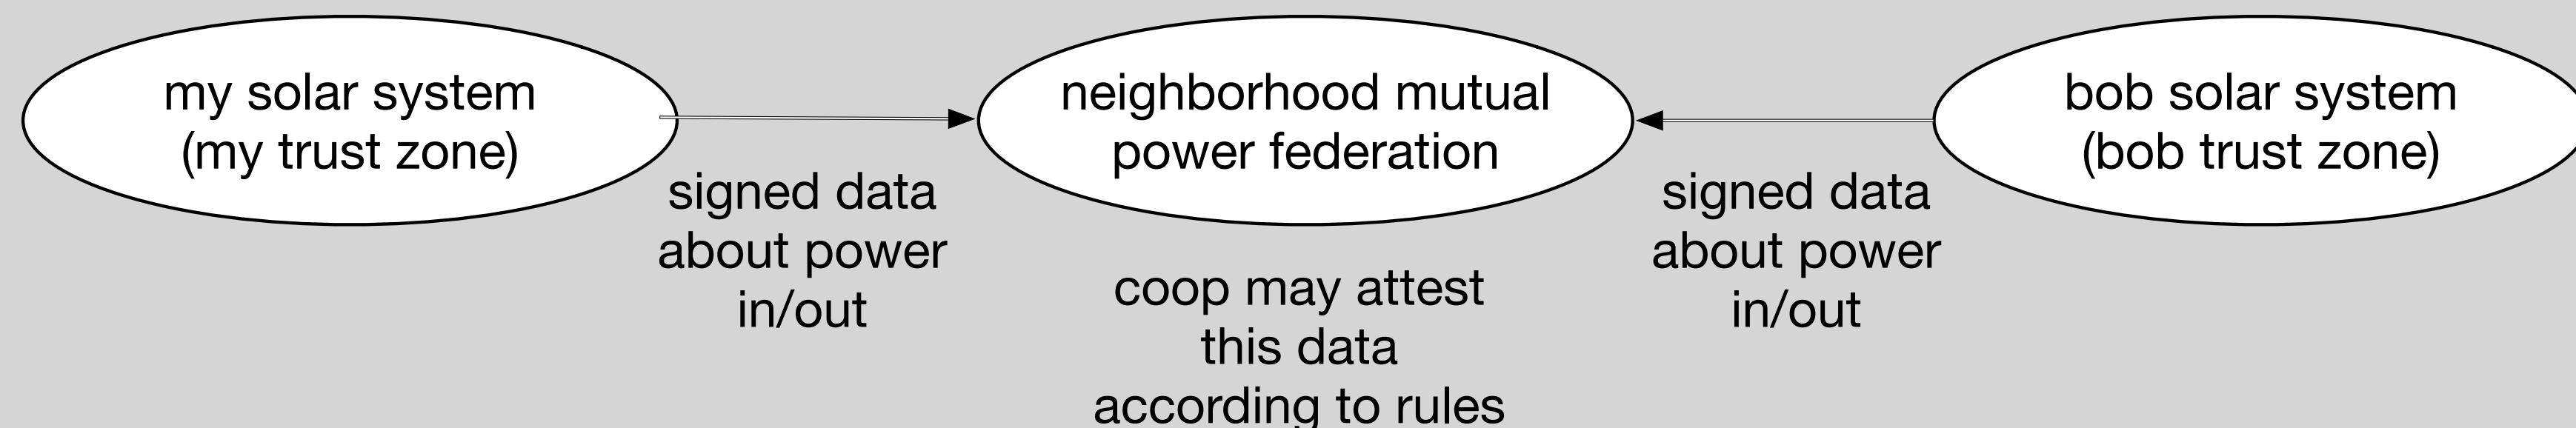 my solar system
(my trust zone)
signed data
about power
in/out
neighborhood mutual
power federation
coop may attest
this data
according to rules
signed data
about power
in/out
bob solar system
(bob trust zone)